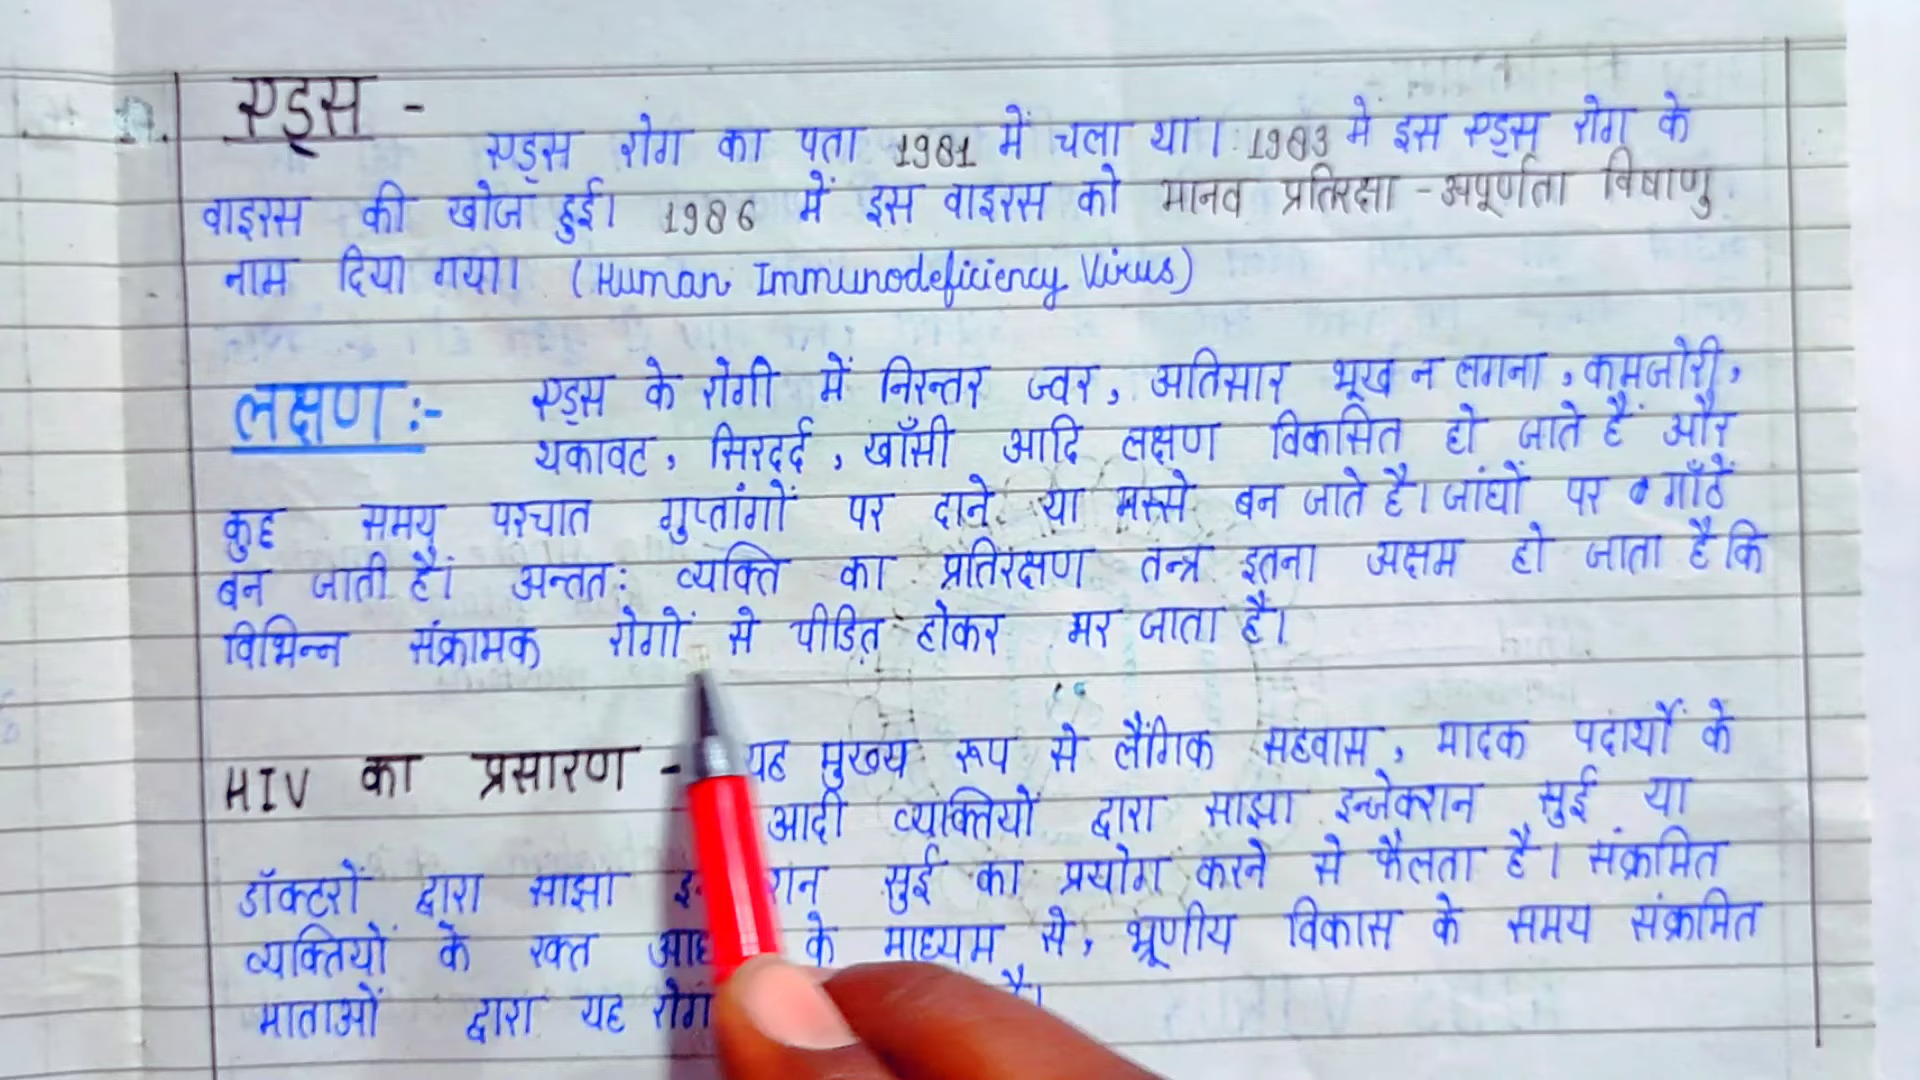 एड्स -
एड्स रोग का पता 1981 में चला था। 1983 में इस एड्स रोग के
वाइरस की खोज हुई। 1986 में इस वाइरस को मानव प्रतिरक्षा - अपूर्णता विषाणु
नाम दिया गया। (Human Immunodeficiency Virus)
लक्षण :- एड्स के रोगी में निरन्तर ज्वर, अतिसार भूख न लगना, कमजोरी,
थकावट, सिरदर्द, खाँसी आदि लक्षण विकसित हो जाते हैं और
कुछ समय पश्चात गुप्तांगों पर दाने या मस्से बन जाते है। जांघों पर गाँठें
बन जाती हैं। अन्ततः व्यक्ति का प्रतिरक्षण तन्त्र इतना अक्षम हो जाता है कि
विभिन्न संक्रामक रोगों से पीडित होकर मर जाता है।
HIV का प्रसारण - यह मुख्य रूप से लैंगिक सहवास, मादक पदार्थों के
आदी व्यक्तियों द्वारा साझा इन्जेक्शन सुई या
डॉक्टरों द्वारा साझा सुई का प्रयोग करने से फैलता है। संक्रमित
व्यक्तियों के रक्त के माध्यम से, भ्रूणीय विकास के समय संक्रमित
माताओं द्वारा यह रोग है।